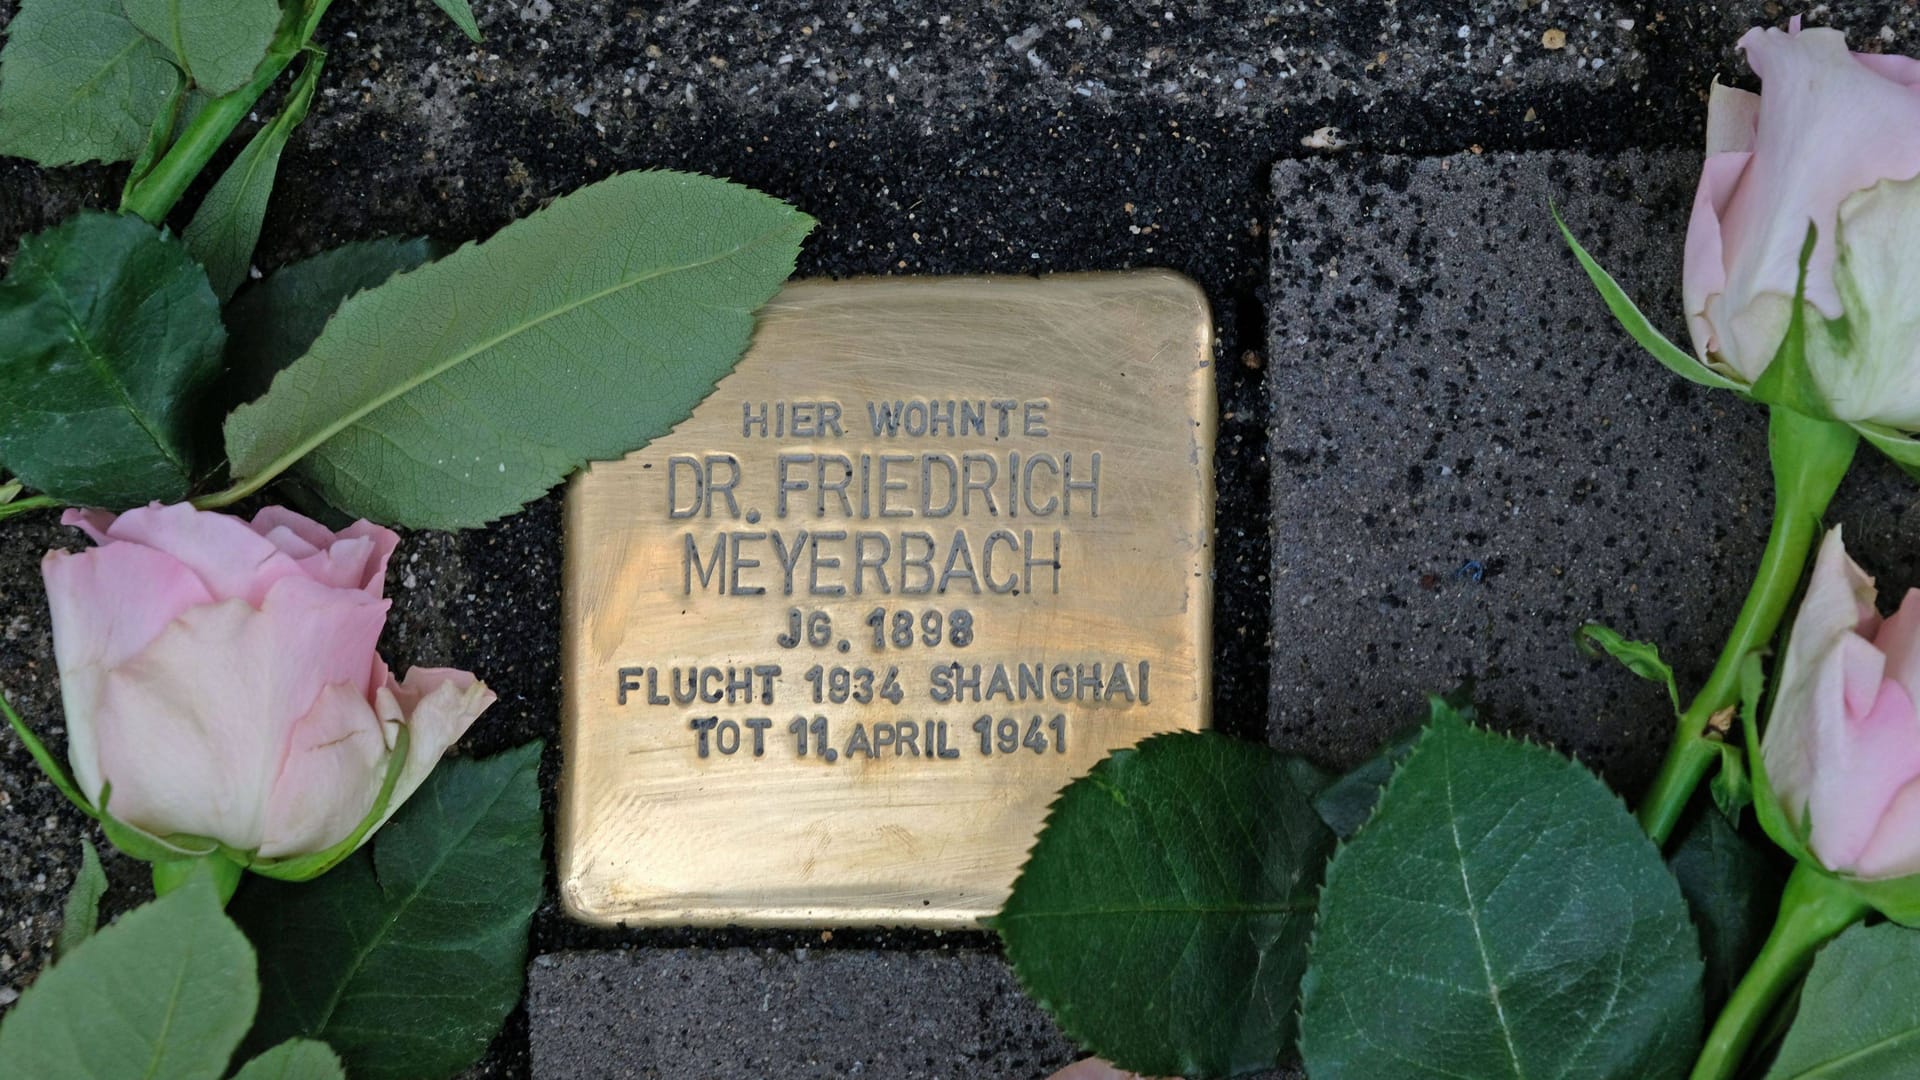 HIER WOHNTE
DR. FRIEDRICH
MEYERBACH
JG. 1898
FLUCHT 1934 SHANGHAI
TOT 11. APRIL 1941